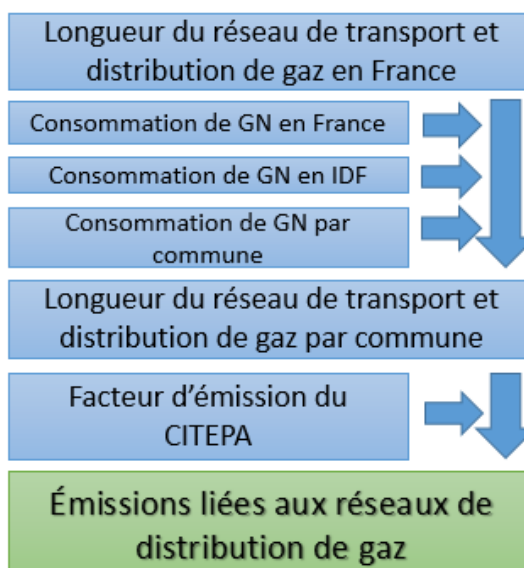 Longueur du réseau de transport et
distribution de gaz en France
Consommation de GN en France
Consommation de GN en IDF
Consommation de GN par
commune
Longueur du réseau de transport et
distribution de gaz par commune
Facteur d'émission du
CITEPA
Émissions liées aux réseaux de
distribution de gaz